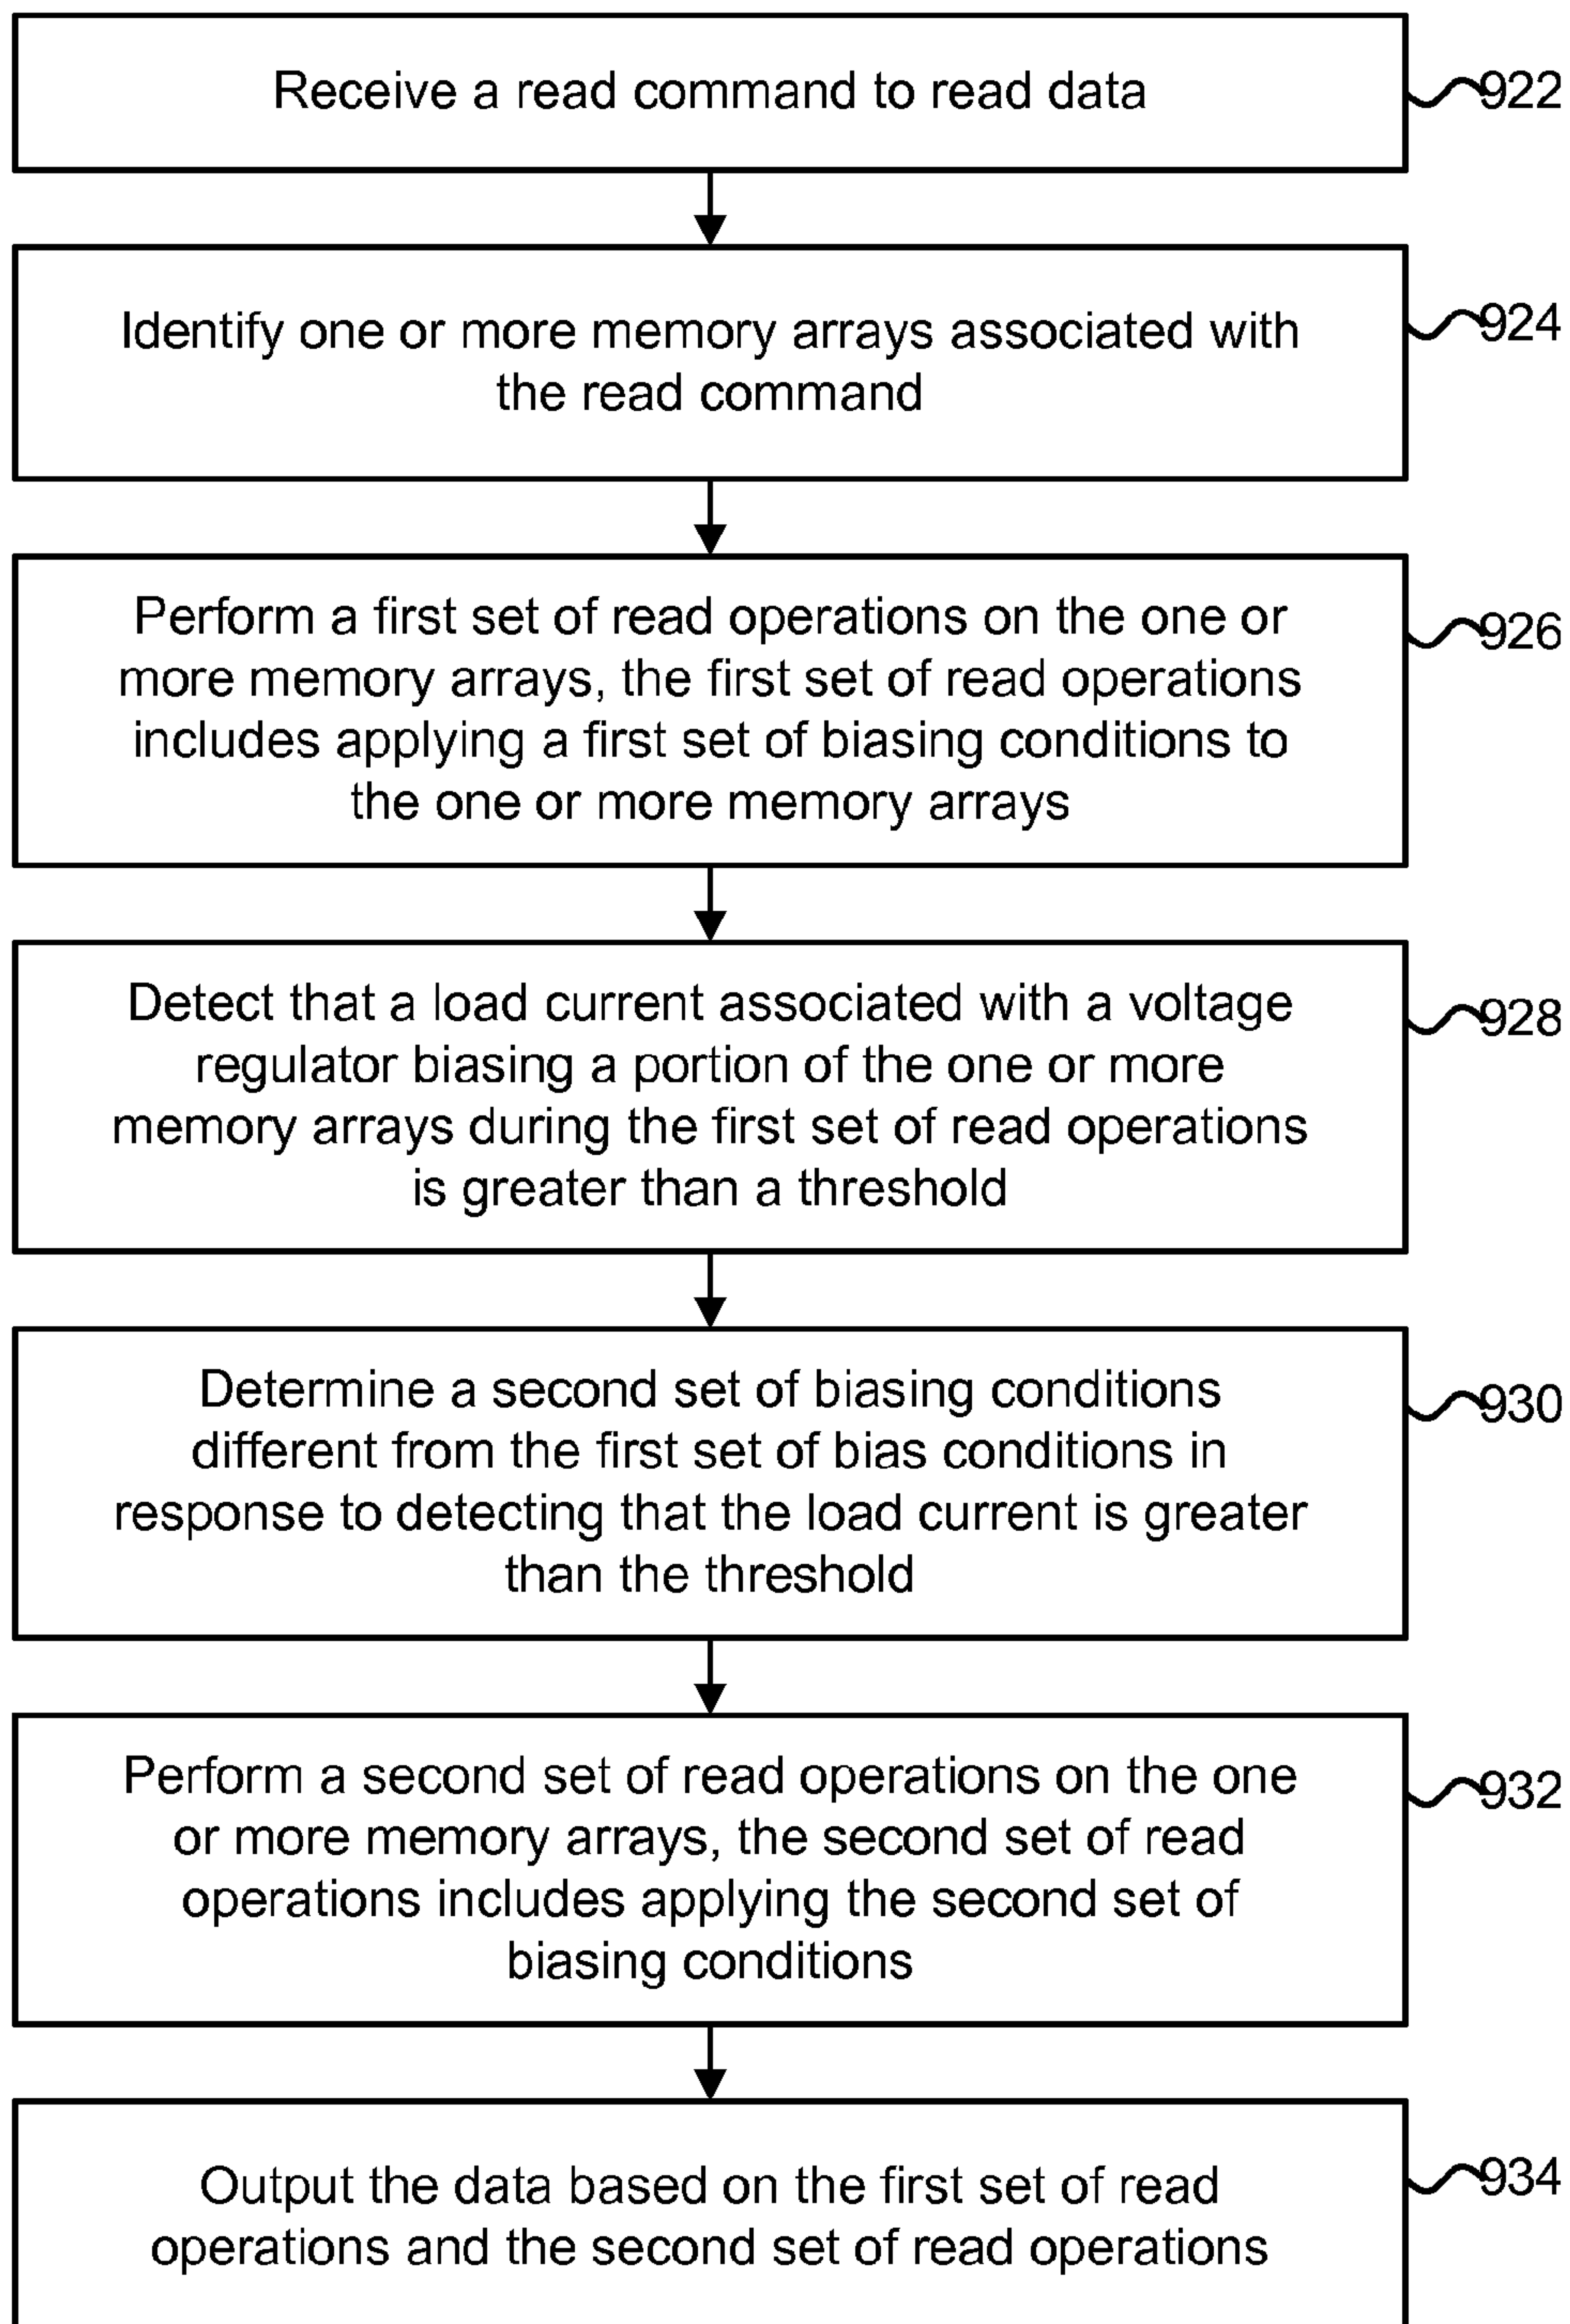 Receive a read command to read data
922
Identify one or more memory arrays associated with
the read command
924
Perform a first set of read operations on the one or
more memory arrays, the first set of read operations
includes applying a first set of biasing conditions to
the one or more memory arrays
926
Detect that a load current associated with a voltage
regulator biasing a portion of the one or more
memory arrays during the first set of read operations
is greater than a threshold
928
Determine a second set of biasing conditions
different from the first set of bias conditions in
response to detecting that the load current is greater
than the threshold
930
Perform a second set of read operations on the one
or more memory arrays, the second set of read
operations includes applying the second set of
biasing conditions
932
Output the data based on the first set of read
operations and the second set of read operations
934